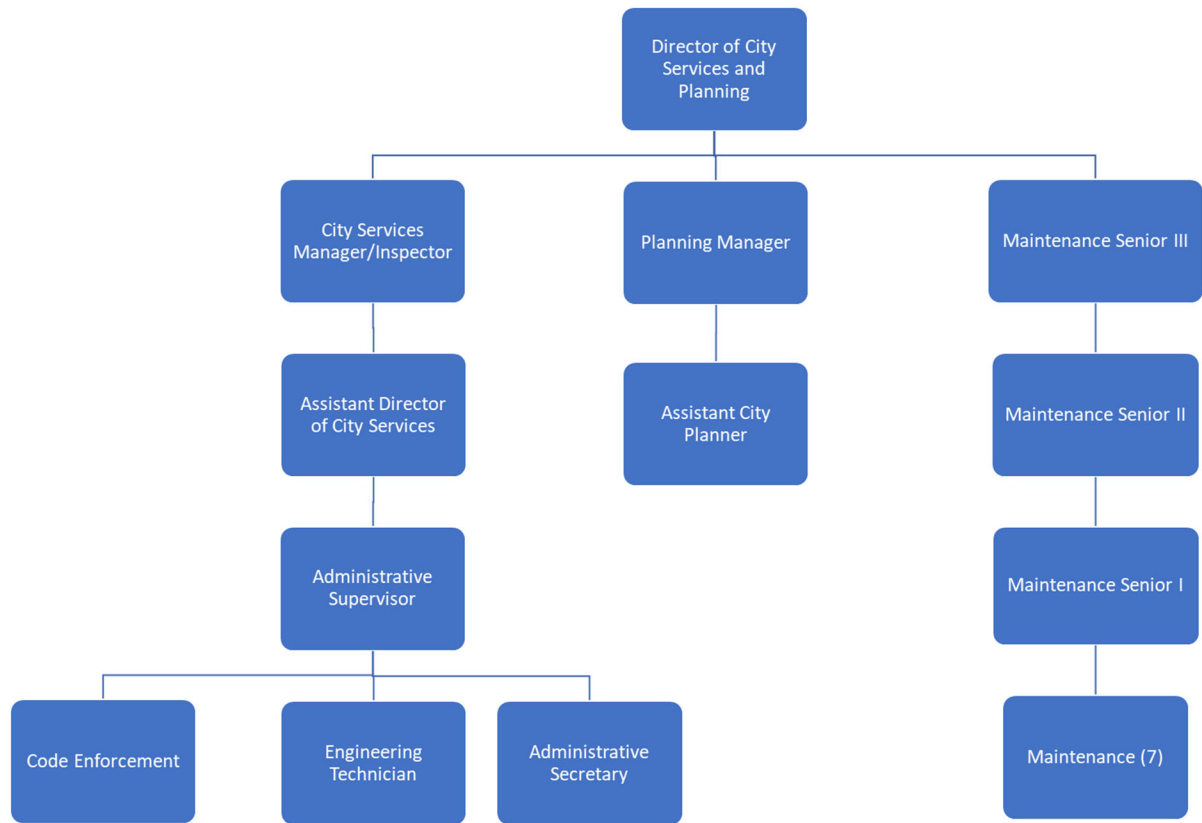 Director of City
Services and
Planning
City Services
Manager/Inspector
Planning Manager
Maintenance Senior III
Assistant Director
of City Services
Assistant City
Planner
Maintenance Senior II
Administrative
Supervisor
Maintenance Senior I
Code Enforcement
Engineering
Technician
Administrative
Secretary
Maintenance (7)